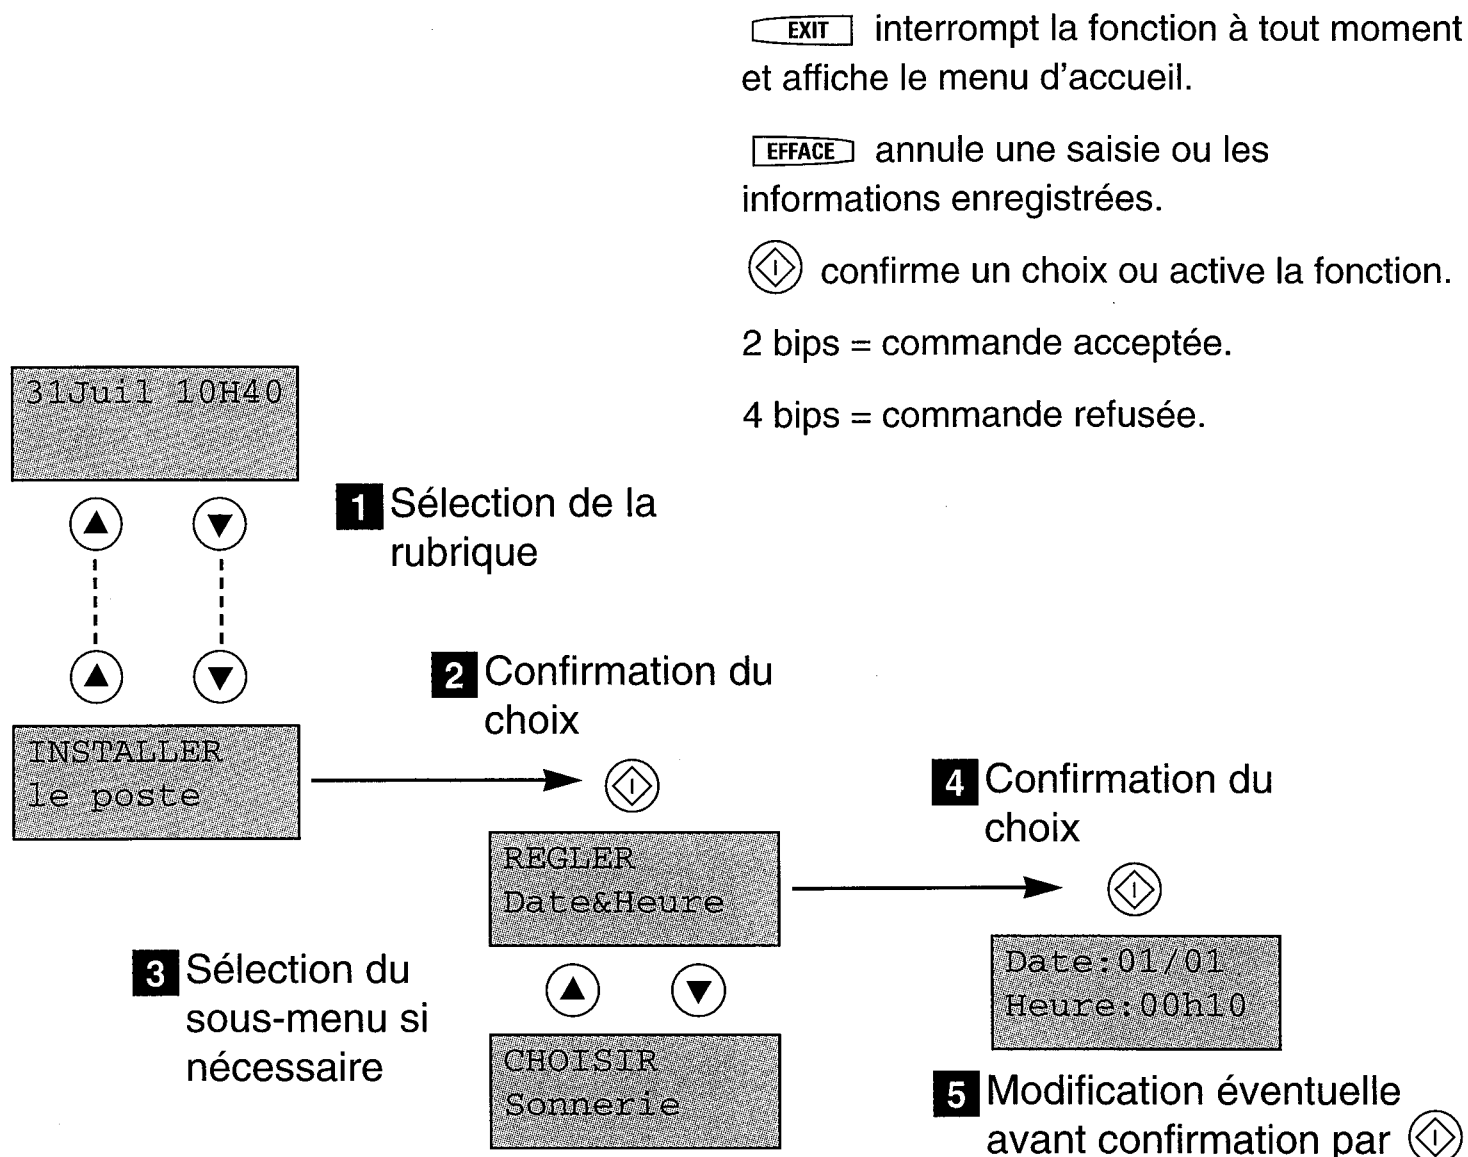 EXIT interrompt la fonction à tout moment
et affiche le menu d'accueil.
EFFACE annule une saisie ou les
informations enregistrées.
confirme un choix ou active la fonction.
2 bips = commande acceptée.
4 bips = commande refusée.
31Juil 10H40
1 Sélection de la
rubrique
2 Confirmation du
choix
INSTALLER
le poste
4 Confirmation du
choix
REGLER
Date&Heure
3 Sélection du
sous-menu si
nécessaire
Date:01/01
Heure:00h10
CHOISIR
Sonnerie
5 Modification éventuelle
avant confirmation par